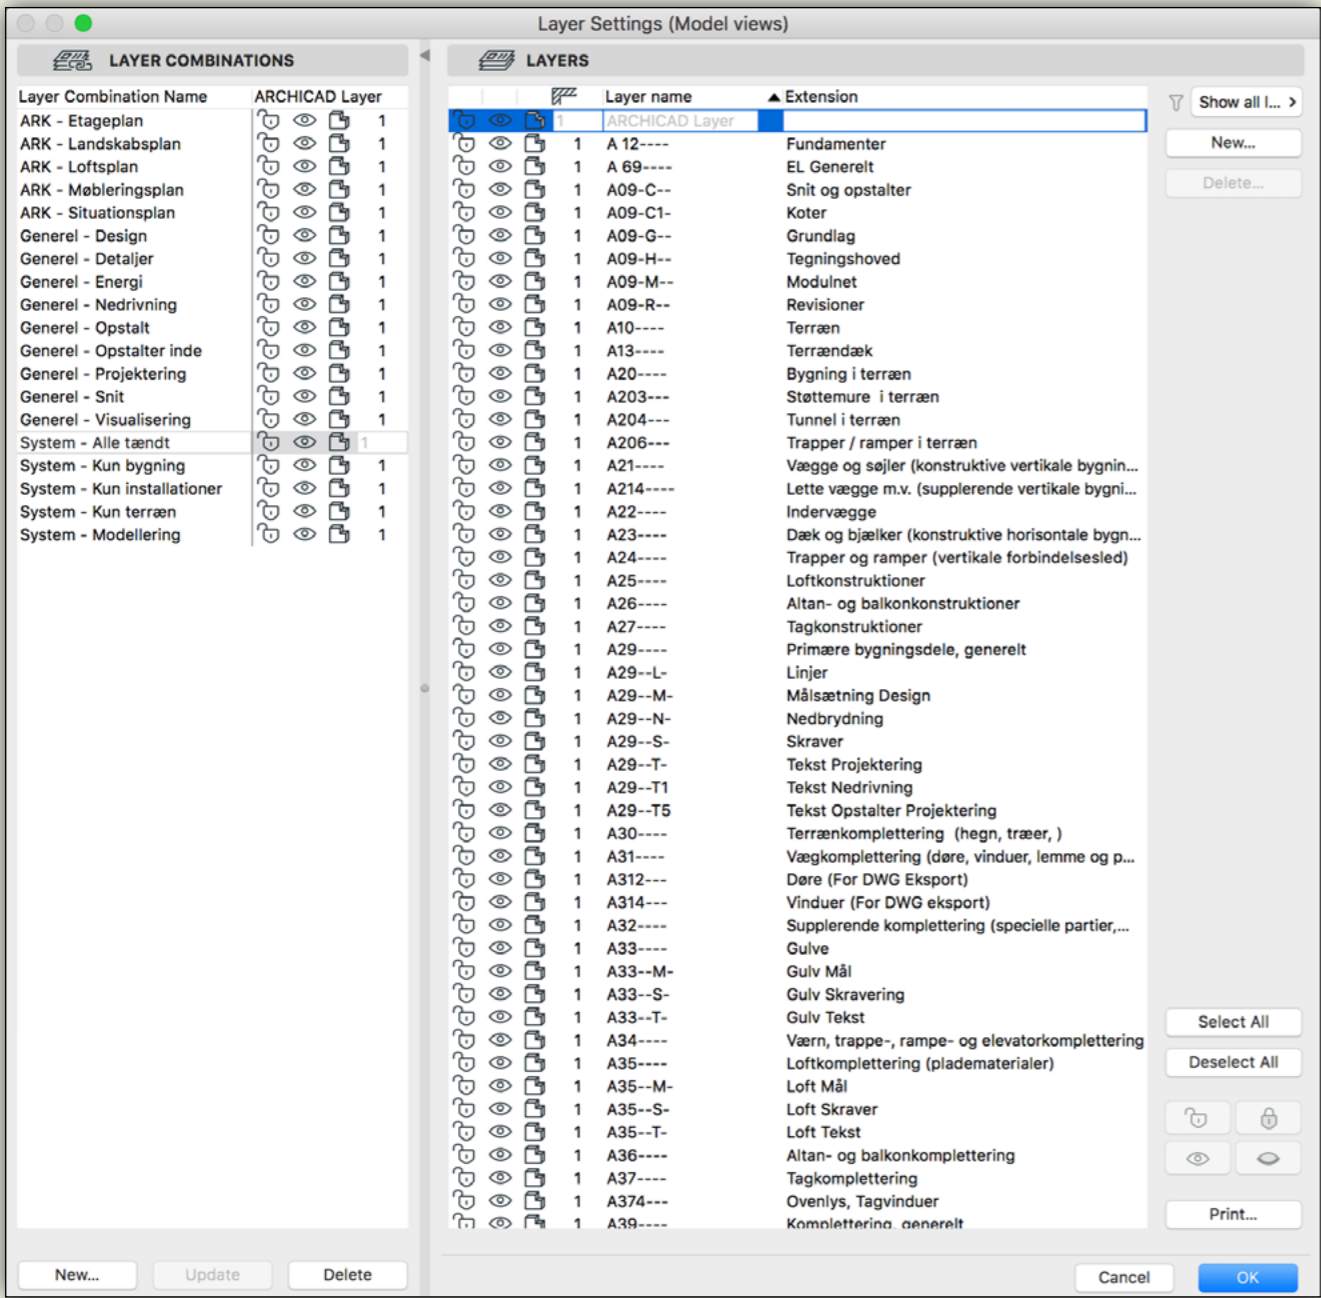 Layer Settings (Model views)
LAYER COMBINATIONS
Layer Combination Name ARCHICAD Layer
ARK - Etageplan 1
ARK - Landskabsplan 1
ARK - Loftsplan 1
ARK - Møbleringsplan 1
ARK - Situationsplan 1
Generel - Design 1
Generel - Detaljer 1
Generel - Energi 1
Generel - Nedrivning 1
Generel - Opstalt 1
Generel - Opstalter inde 1
Generel - Projektering 1
Generel - Snit 1
Generel - Visualisering 1
System - Alle tændt 1
System - Kun bygning 1
System - Kun installationer 1
System - Kun terræn 1
System - Modellering 1
New... Update Delete
LAYERS
Layer name Extension
1 ARCHICAD Layer
1 A 12---- Fundamenter
1 A 69---- EL Generelt
1 A09-C-- Snit og opstalter
1 A09-C1- Koter
1 A09-G-- Grundlag
1 A09-H-- Tegningshoved
1 A09-M-- Modulnet
1 A09-R-- Revisioner
1 A10---- Terræn
1 A13---- Terrændæk
1 A20---- Bygning i terræn
1 A203--- Støttemure i terræn
1 A204--- Tunnel i terræn
1 A206--- Trapper / ramper i terræn
1 A21---- Vægge og søjler (konstruktive vertikale bygnin...
1 A214---- Lette vægge m.v. (supplerende vertikale bygni...
1 A22---- Indervægge
1 A23---- Dæk og bjælker (konstruktive horisontale bygn...
1 A24---- Trapper og ramper (vertikale forbindelsesled)
1 A25---- Loftkonstruktioner
1 A26---- Altan- og balkonkonstruktioner
1 A27---- Tagkonstruktioner
1 A29---- Primære bygningsdele, generelt
1 A29--L- Linjer
1 A29--M- Målsætning Design
1 A29--N- Nedbrydning
1 A29--S- Skraver
1 A29--T- Tekst Projektering
1 A29--T1 Tekst Nedrivning
1 A29--T5 Tekst Opstalter Projektering
1 A30---- Terrænkomplettering (hegn, træer, )
1 A31---- Vægkomplettering (døre, vinduer, lemme og p...
1 A312--- Døre (For DWG Eksport)
1 A314--- Vinduer (For DWG eksport)
1 A32---- Supplerende komplettering (specielle partier,...
1 A33---- Gulve
1 A33--M- Gulv Mål
1 A33--S- Gulv Skravering
1 A33--T- Gulv Tekst
1 A34---- Værn, trappe-, rampe- og elevatorkomplettering
1 A35---- Loftkomplettering (pladematerialer)
1 A35--M- Loft Mål
1 A35--S- Loft Skraver
1 A35--T- Loft Tekst
1 A36---- Altan- og balkonkomplettering
1 A37---- Tagkomplettering
1 A374--- Ovenlys, Tagvinduer
1 A39---- Komplettering, generelt
Show all l... >
New...
Delete...
Select All
Deselect All
Print...
Cancel OK